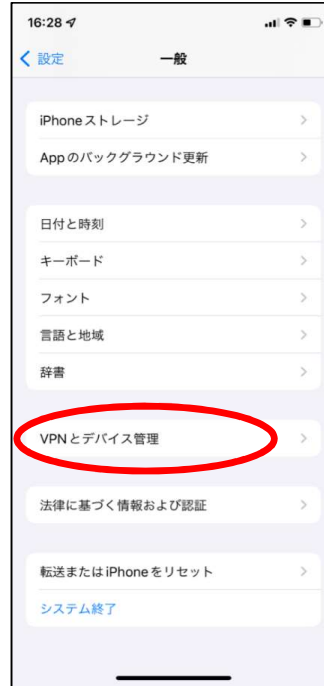 16:28
設定
一般
iPhoneストレージ
Appのバックグラウンド更新
日付と時刻
キーボード
フォント
言語と地域
辞書
VPNとデバイス管理
法律に基づく情報および認証
転送またはiPhoneをリセット
システム終了